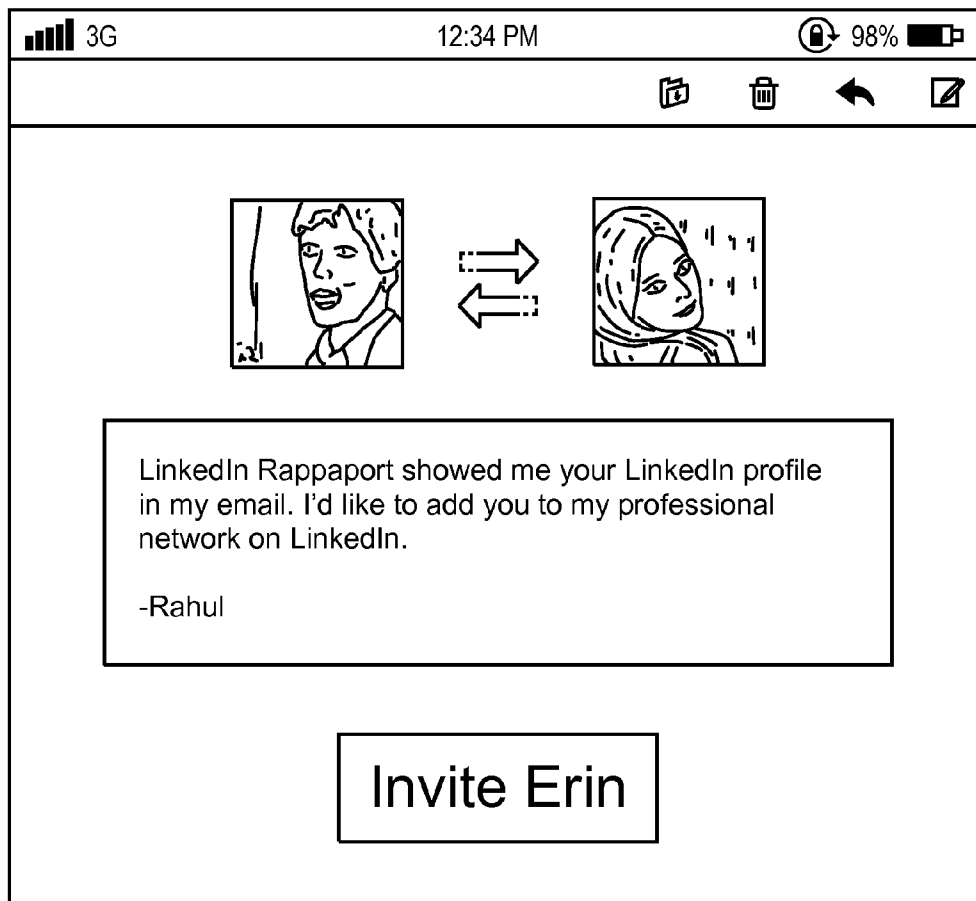 3G 12:34 PM 98%
LinkedIn Rappaport showed me your LinkedIn profile
in my email. I’d like to add you to my professional
network on LinkedIn.
-Rahul
Invite Erin